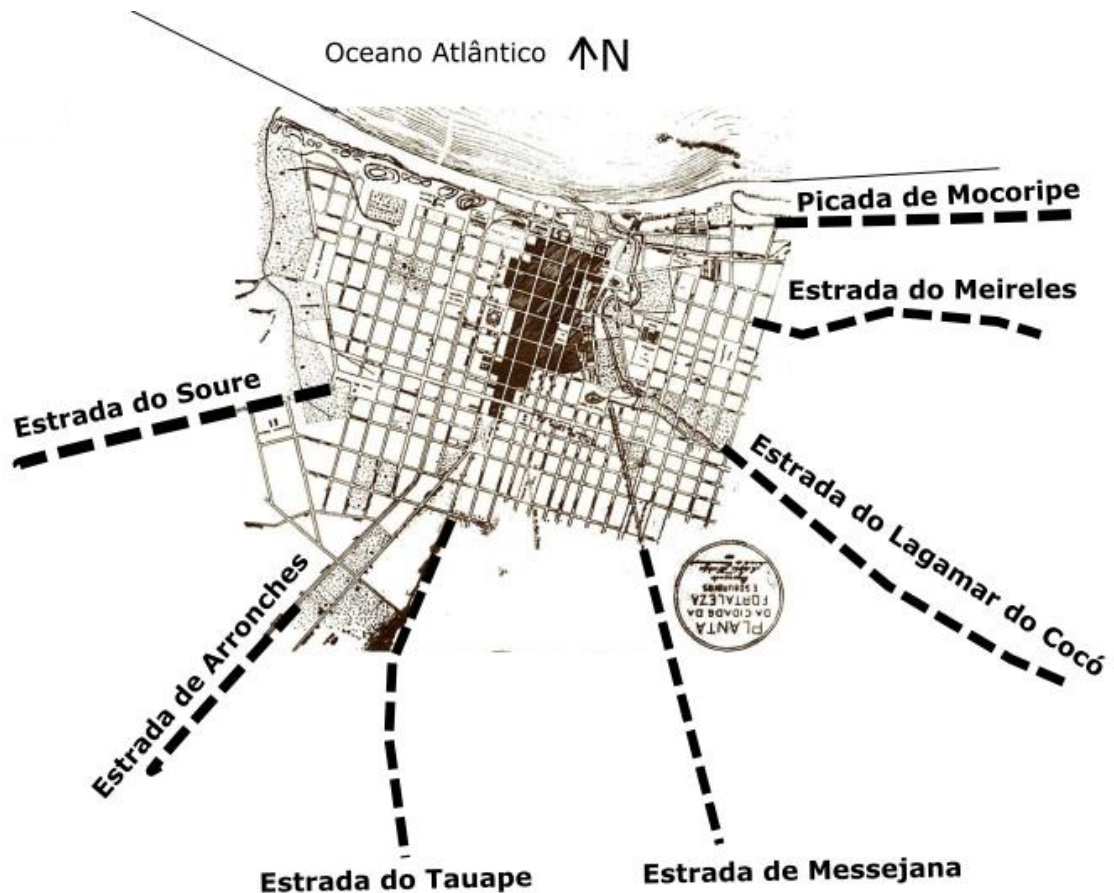 Oceano Atlântico N
Picada de Mocoripe
Estrada do Meireles
Estrada do Soure
Estrada do Lagamar do Cocó
Estrada de Arronches
PLANTA
DA CIDADE DA
FORTALEZA
E SUBURBIOS
Estrada do Tauape
Estrada de Messejana